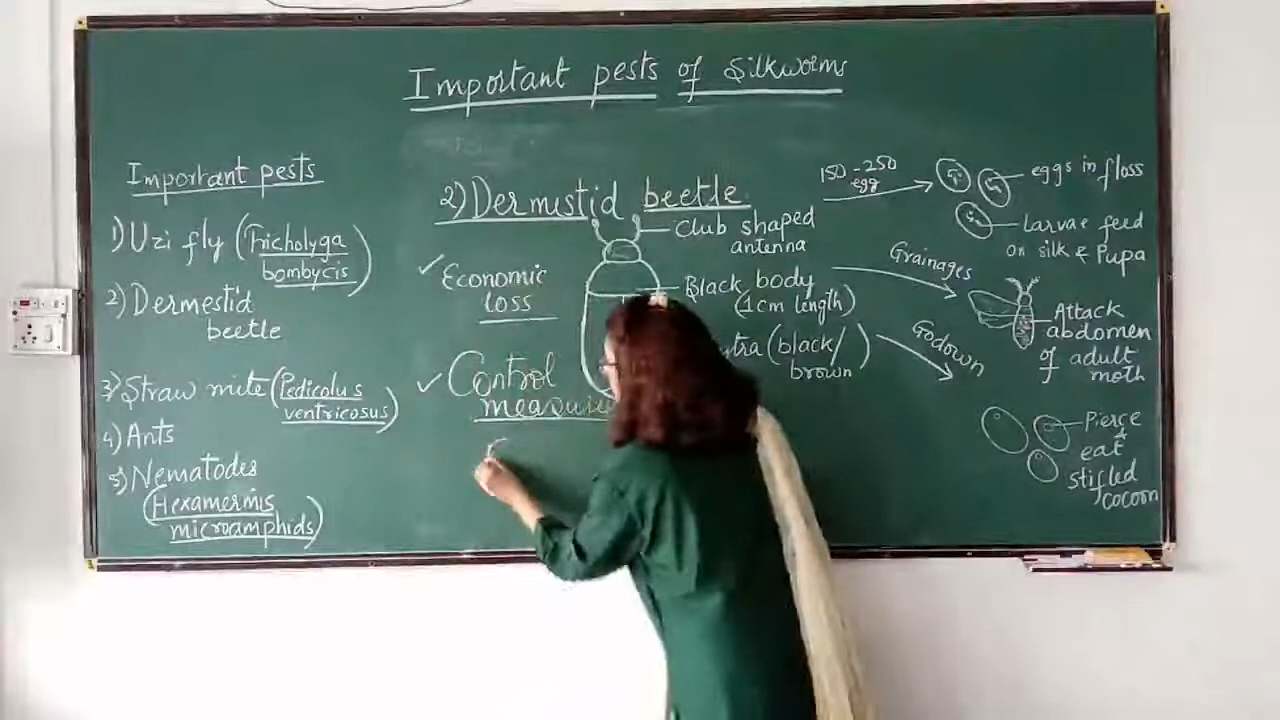 Important pests of Silkworms
Important pests
1) Uzi fly (Tricholyga
bombycis)
2) Dermestid
beetle
3) Straw mite (Pediculus
ventricosus)
4) Ants
5) Nematodes
(Hexamermis
microamphids)
2) Dermestid beetle
✓ Economic
loss
✓ Control
measure
Club shaped
antenna
Black body
(1cm length)
(black/
brown)
150-250
egg
eggs in floss
Larvae feed
on silk & Pupa
Grainages
Attack
abdomen
of adult
moth
Godown
Pierce
&
eat
stifled
cocoon